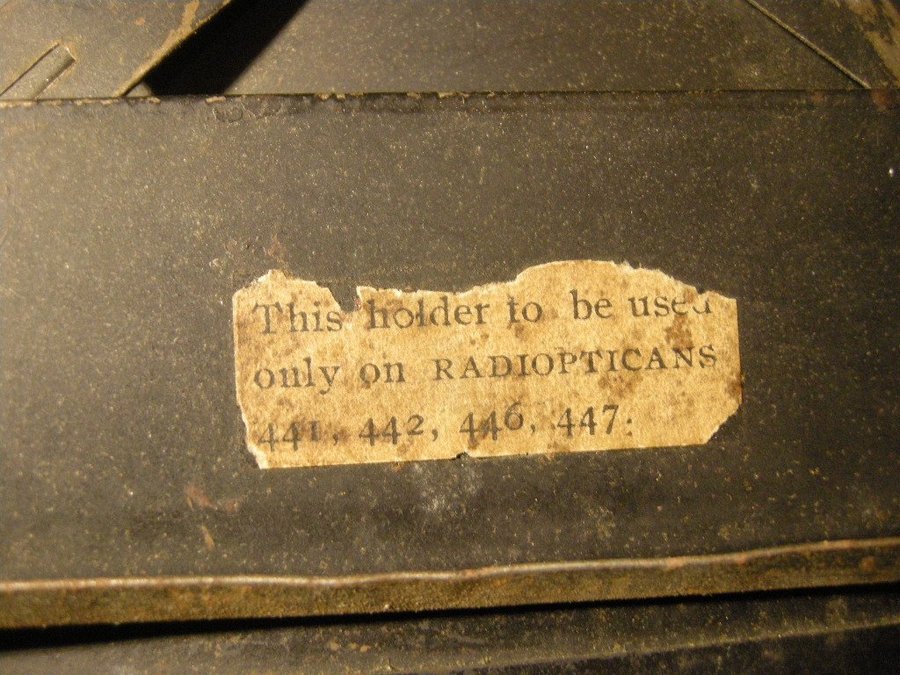 This holder to be used
only on RADIOPTICANS
441, 442, 446, 447.